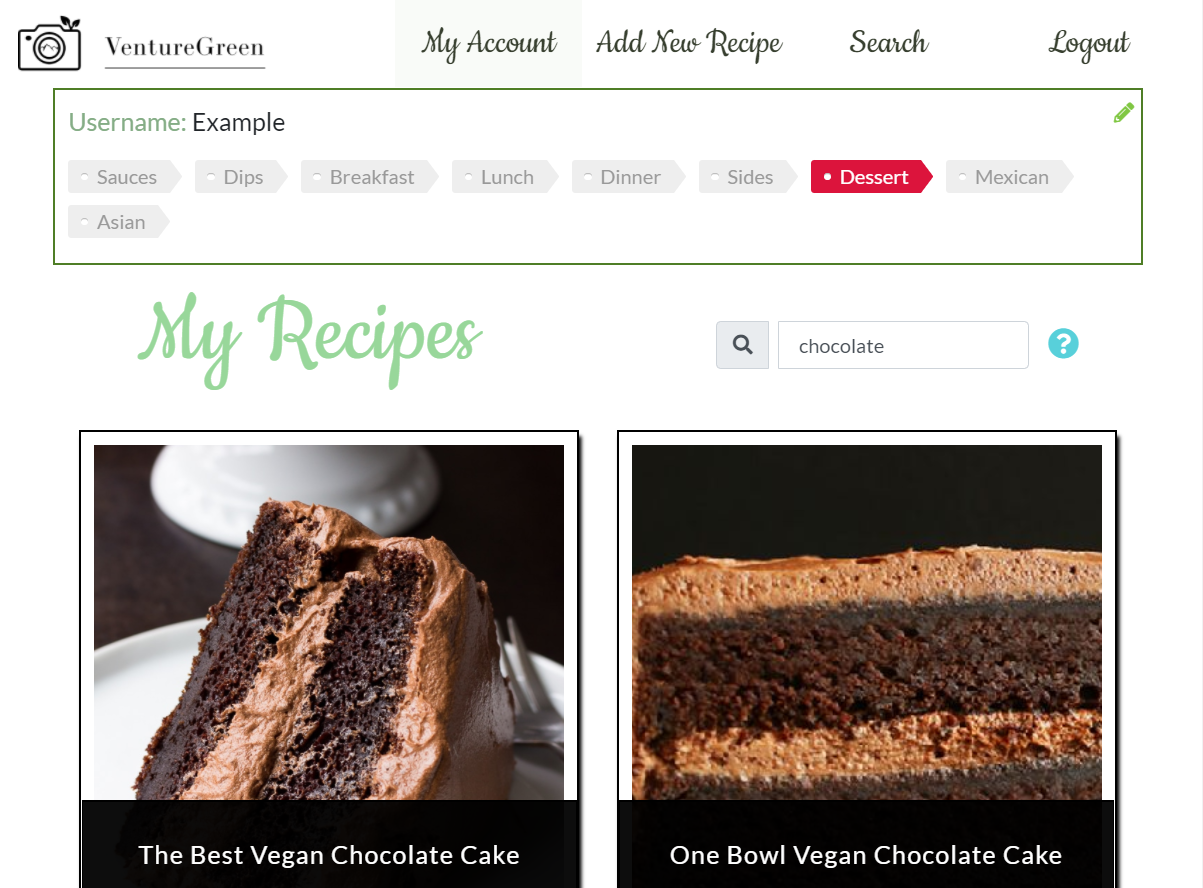 VentureGreen
My Account Add New Recipe Search Logout
Username: Example
Sauces Dips Breakfast Lunch Dinner Sides Dessert Mexican
Asian
My Recipes
chocolate
?
The Best Vegan Chocolate Cake
One Bowl Vegan Chocolate Cake